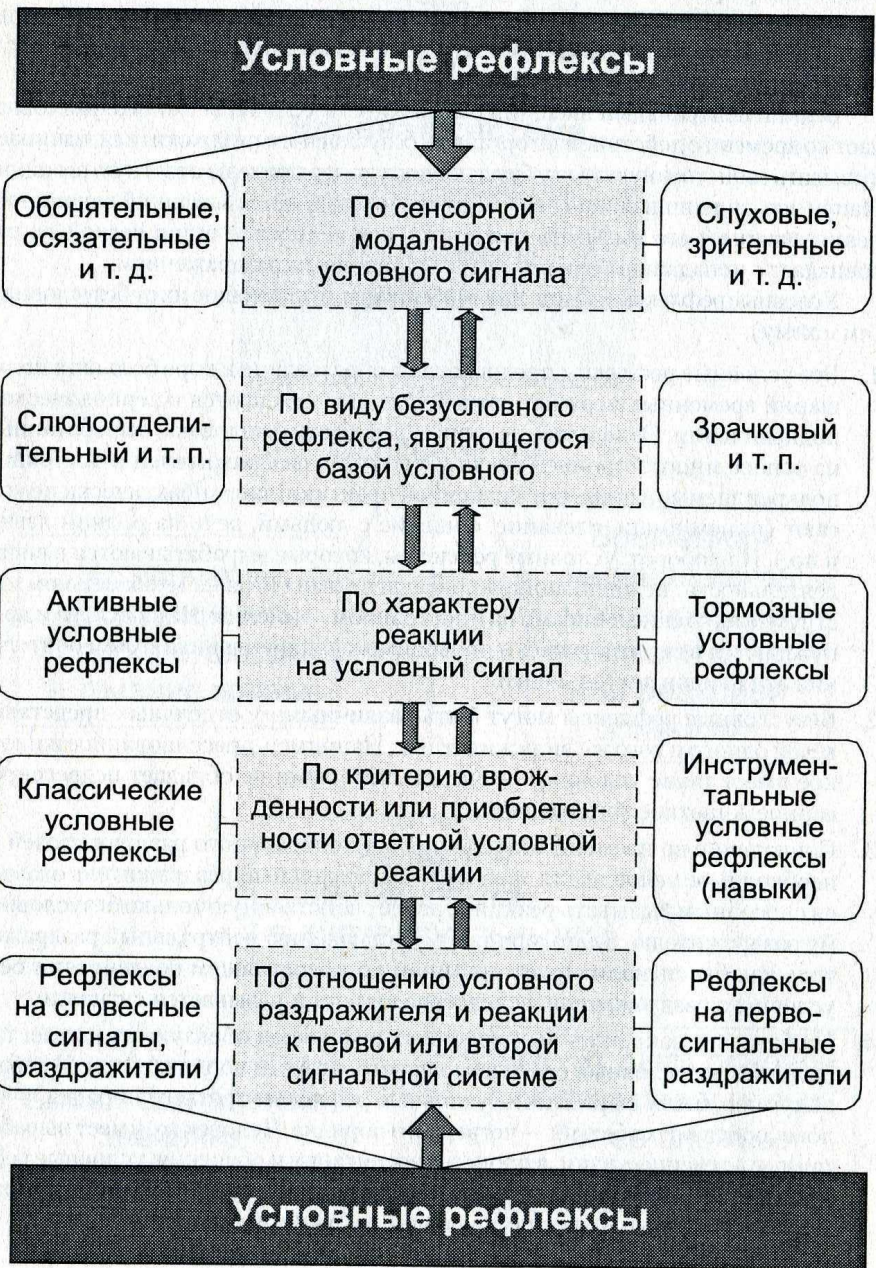 Условные рефлексы
Обонятельные,
осязательные
и т. д.
По сенсорной
модальности
условного сигнала
Слуховые,
зрительные
и т. д.
Слюноотдели-
тельный и т. п.
По виду безусловного
рефлекса, являющегося
базой условного
Зрачковый
и т. п.
Активные
условные
рефлексы
По характеру
реакции
на условный сигнал
Тормозные
условные
рефлексы
Классические
условные
рефлексы
По критерию врож-
денности или приобретен-
ности ответной условной
реакции
Инструмен-
тальные
условные
рефлексы
(навыки)
Рефлексы
на словесные
сигналы,
раздражители
По отношению условного
раздражителя и реакции
к первой или второй
сигнальной системе
Рефлексы
на перво-
сигнальные
раздражители
Условные рефлексы